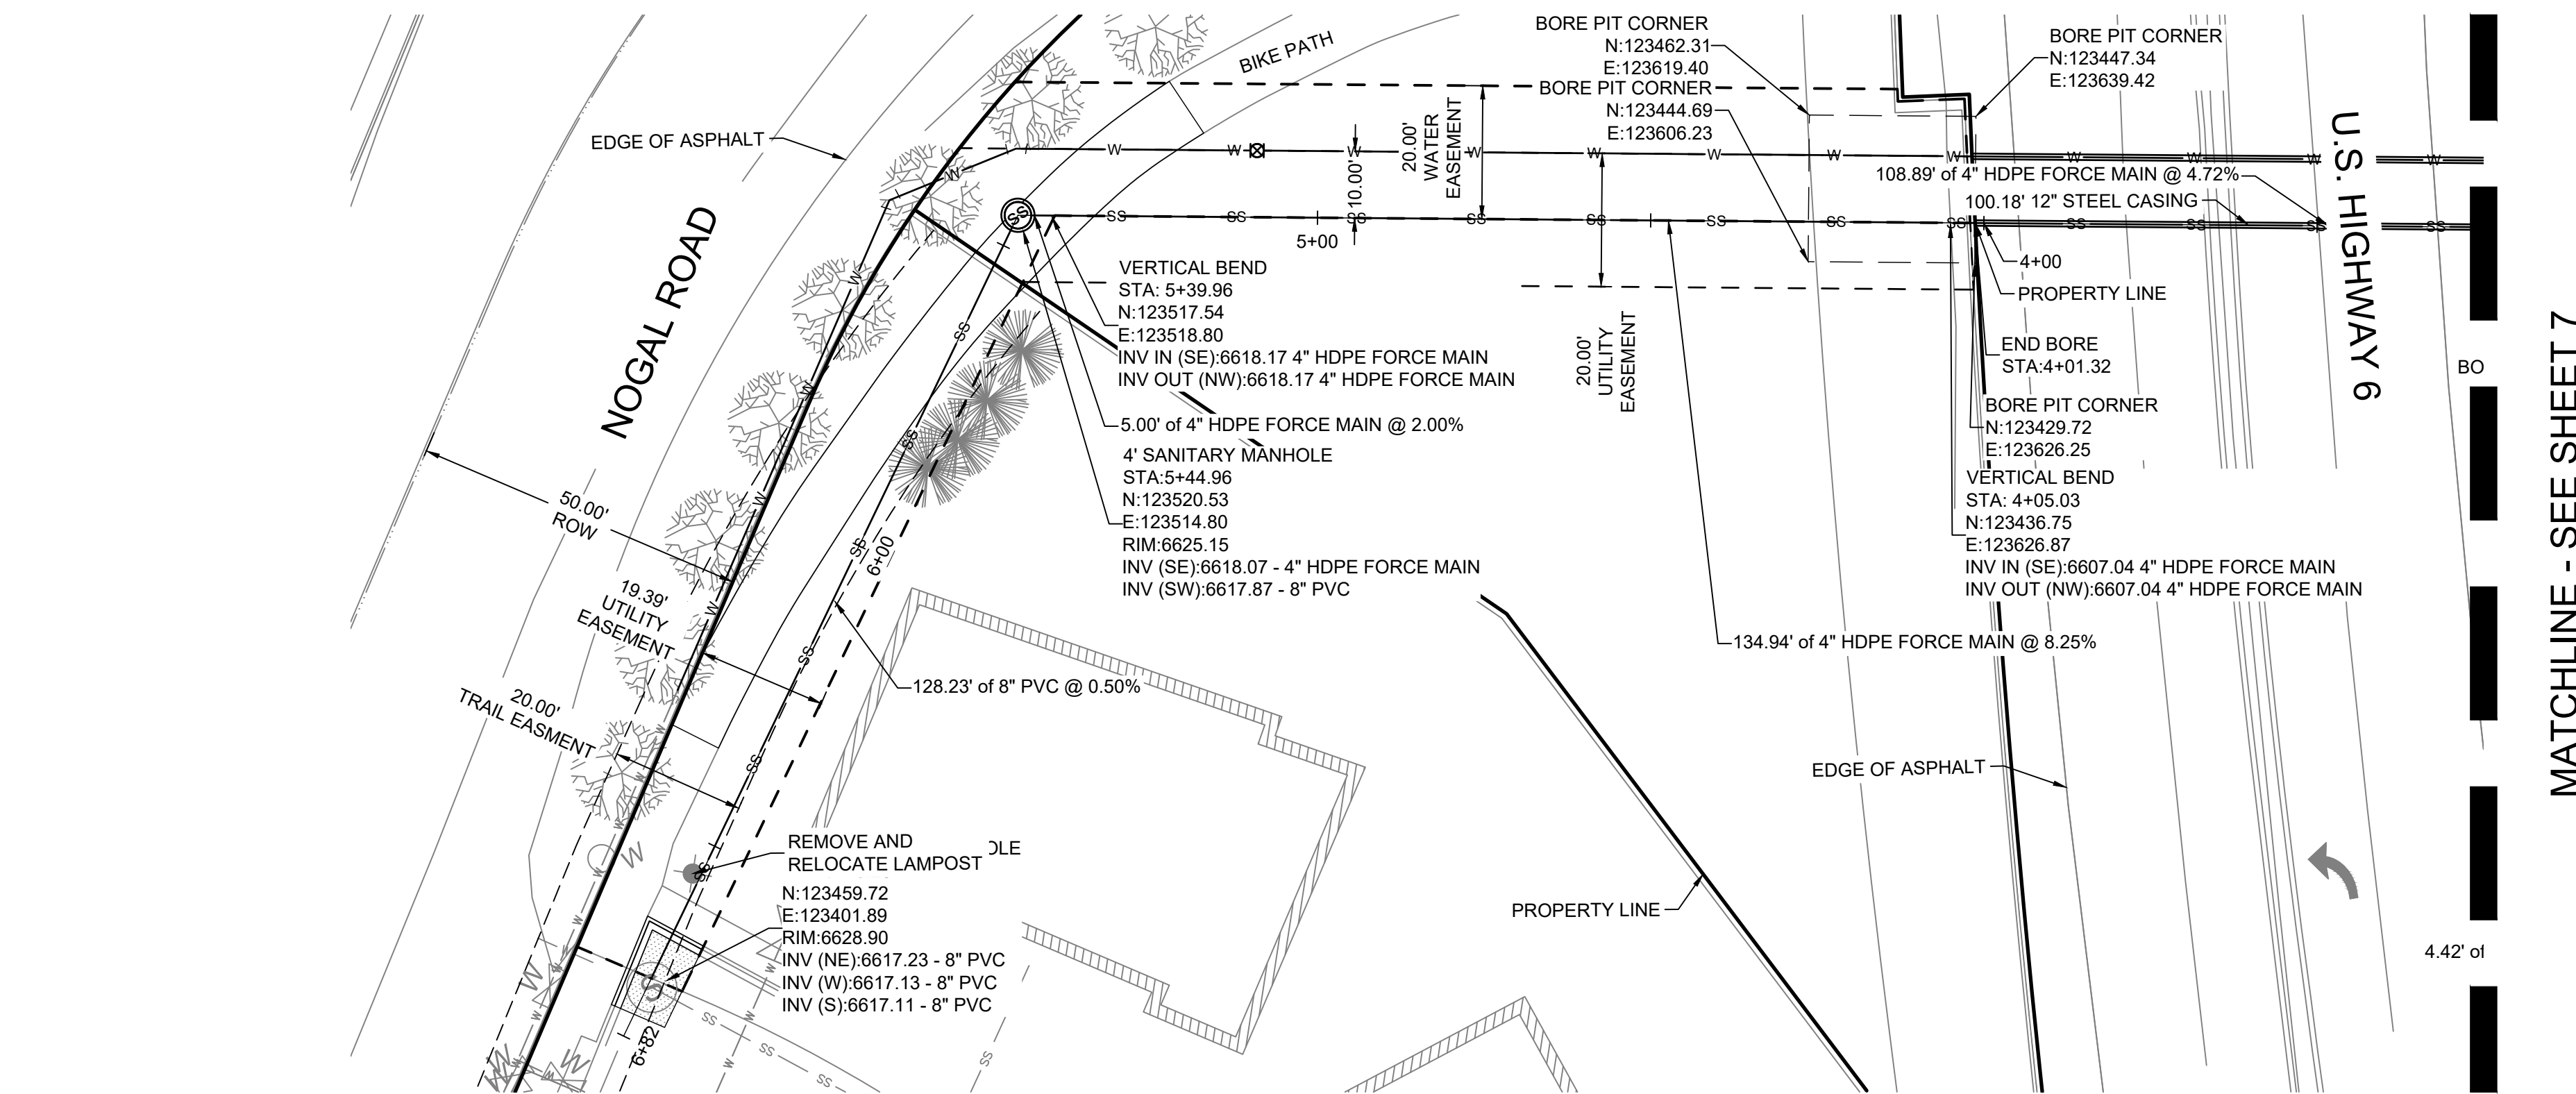 BORE PIT CORNER
N:123462.31
E:123619.40
BORE PIT CORNER
N:123444.69
E:123606.23
BORE PIT CORNER
N:123447.34
E:123639.42
BIKE PATH
EDGE OF ASPHALT
NOGAL ROAD
20.00'
WATER
EASEMENT
10.00'
108.89' of 4" HDPE FORCE MAIN @ 4.72%
100.18' 12" STEEL CASING
U.S. HIGHWAY 6
5+00
4+00
PROPERTY LINE
VERTICAL BEND
STA: 5+39.96
N:123517.54
E:123518.80
INV IN (SE):6618.17 4" HDPE FORCE MAIN
INV OUT (NW):6618.17 4" HDPE FORCE MAIN
5.00' of 4" HDPE FORCE MAIN @ 2.00%
4' SANITARY MANHOLE
STA:5+44.96
N:123520.53
E:123514.80
RIM:6625.15
INV (SE):6618.07 - 4" HDPE FORCE MAIN
INV (SW):6617.87 - 8" PVC
20.00'
UTILITY
EASEMENT
END BORE
STA:4+01.32
BO
BORE PIT CORNER
N:123429.72
E:123626.25
VERTICAL BEND
STA: 4+05.03
N:123436.75
E:123626.87
INV IN (SE):6607.04 4" HDPE FORCE MAIN
INV OUT (NW):6607.04 4" HDPE FORCE MAIN
134.94' of 4" HDPE FORCE MAIN @ 8.25%
MATCHLINE - SEE SHEET 7
50.00'
ROW
6+00
19.39'
UTILITY
EASEMENT
128.23' of 8" PVC @ 0.50%
20.00'
TRAIL EASMENT
EDGE OF ASPHALT
REMOVE AND
RELOCATE LAMPOST
OLE
N:123459.72
E:123401.89
RIM:6628.90
INV (NE):6617.23 - 8" PVC
INV (W):6617.13 - 8" PVC
INV (S):6617.11 - 8" PVC
PROPERTY LINE
4.42' of
6+82